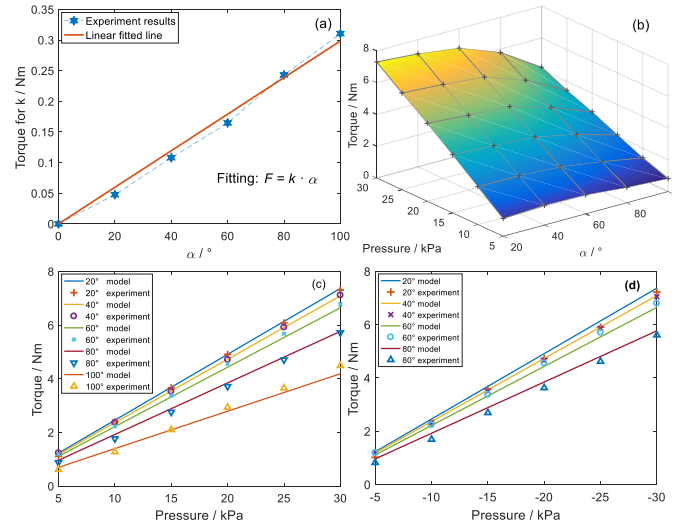 (a)
Experiment results
Linear fitted line
0.35
0.3
0.25
0.2
0.15
0.1
0.05
0
Torque for k / Nm
Fitting: F = k · α
0 20 40 60 80 100
α / °
(b)
8
6
4
2
0
Torque / Nm
30
25
20
15
10
5
Pressure / kPa
20 40 60 80
α / °
(c)
20° model
20° experiment
40° model
40° experiment
60° model
60° experiment
80° model
80° experiment
100° model
100° experiment
8
6
4
2
0
Torque / Nm
5 10 15 20 25 30
Pressure / kPa
(d)
20° model
20° experiment
40° model
40° experiment
60° model
60° experiment
80° model
80° experiment
8
6
4
2
0
Torque / Nm
-5 -10 -15 -20 -25 -30
Pressure / kPa